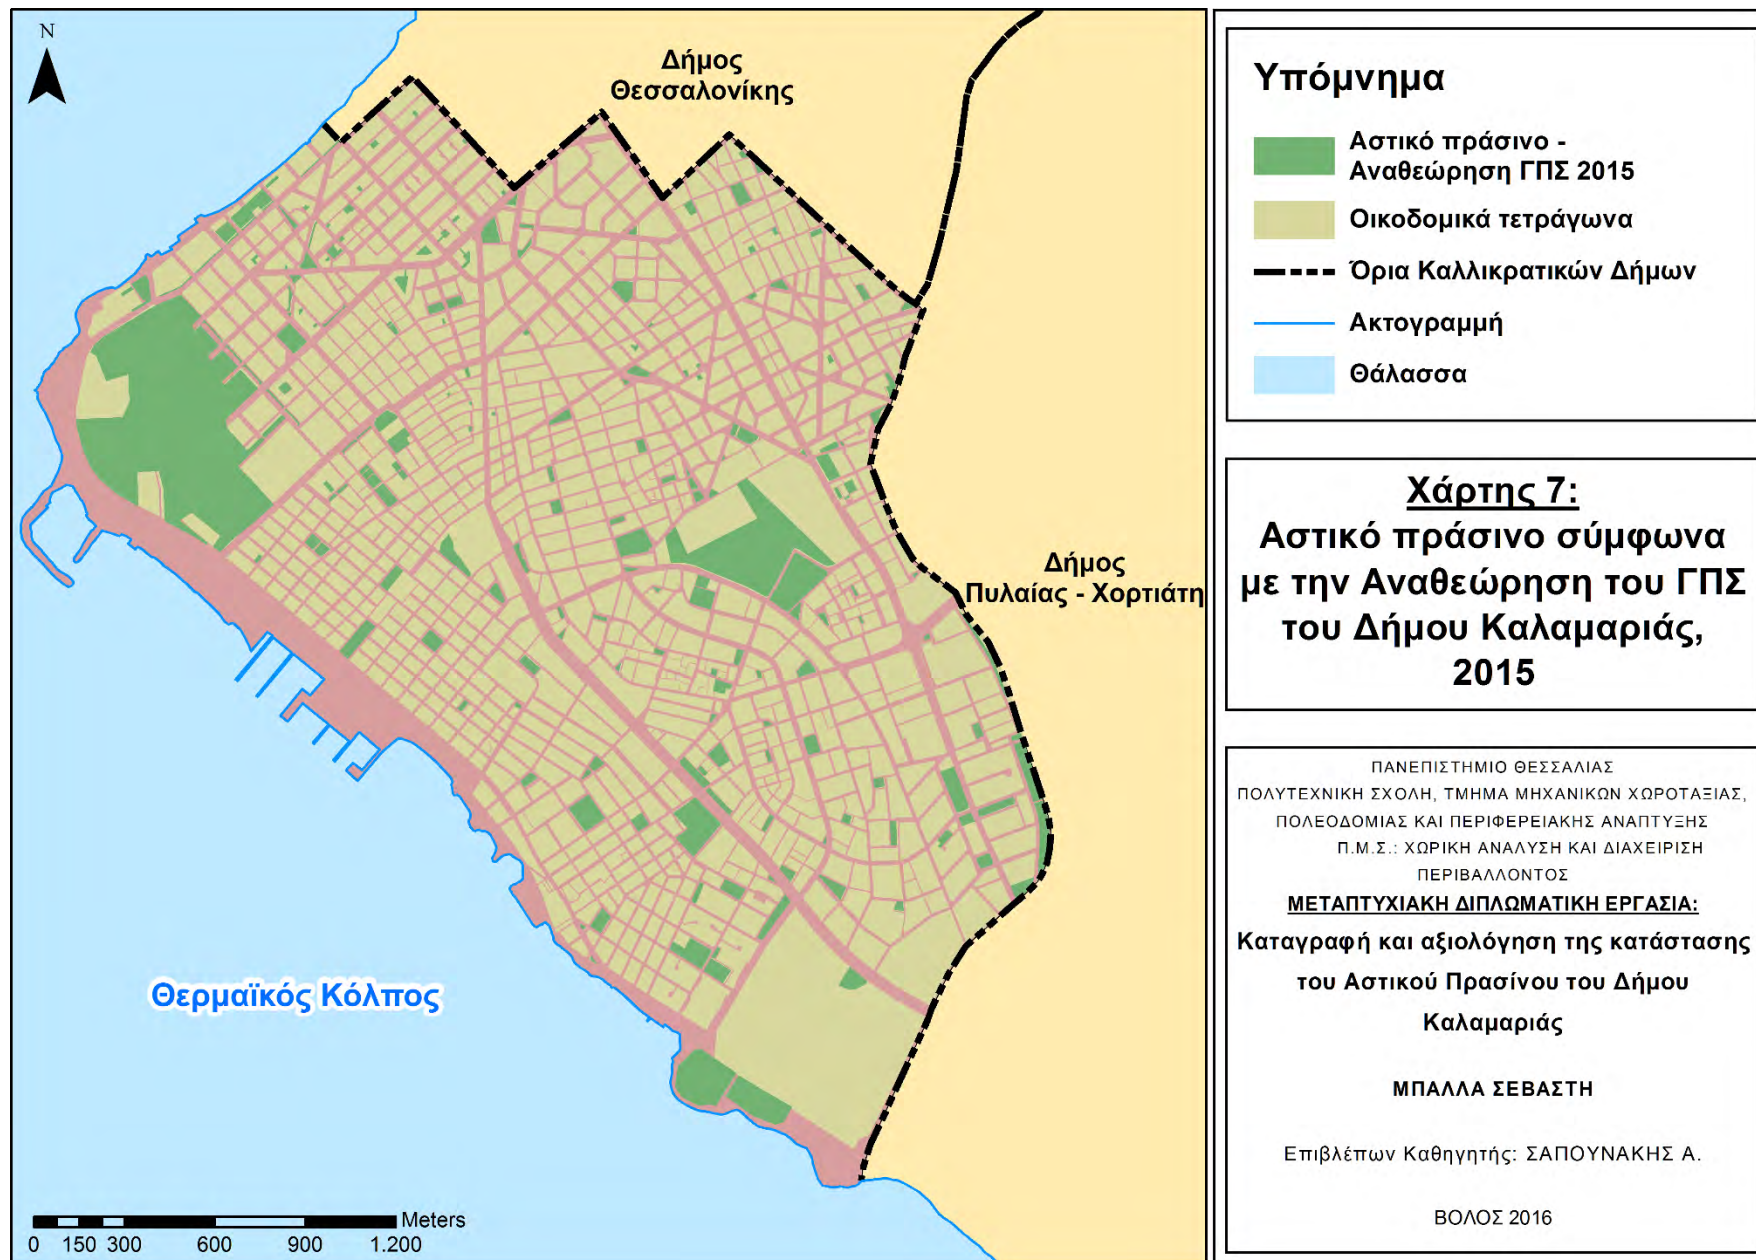 N
Δήμος
Θεσσαλονίκης
Δήμος
Πυλαίας - Χορτιάτη
Θερμαϊκός Κόλπος
Meters
0 150 300 600 900 1.200
Υπόμνημα
Αστικό πράσινο -
Αναθεώρηση ΓΠΣ 2015
Οικοδομικά τετράγωνα
Όρια Καλλικρατικών Δήμων
Ακτογραμμή
Θάλασσα
Χάρτης 7:
Αστικό πράσινο σύμφωνα
με την Αναθεώρηση του ΓΠΣ
του Δήμου Καλαμαριάς,
2015
ΠΑΝΕΠΙΣΤΗΜΙΟ ΘΕΣΣΑΛΙΑΣ
ΠΟΛΥΤΕΧΝΙΚΗ ΣΧΟΛΗ, ΤΜΗΜΑ ΜΗΧΑΝΙΚΩΝ ΧΩΡΟΤΑΞΙΑΣ,
ΠΟΛΕΟΔΟΜΙΑΣ ΚΑΙ ΠΕΡΙΦΕΡΕΙΑΚΗΣ ΑΝΑΠΤΥΞΗΣ
Π.Μ.Σ.: ΧΩΡΙΚΗ ΑΝΑΛΥΣΗ ΚΑΙ ΔΙΑΧΕΙΡΙΣΗ
ΠΕΡΙΒΑΛΛΟΝΤΟΣ
ΜΕΤΑΠΤΥΧΙΑΚΗ ΔΙΠΛΩΜΑΤΙΚΗ ΕΡΓΑΣΙΑ:
Καταγραφή και αξιολόγηση της κατάστασης
του Αστικού Πρασίνου του Δήμου
Καλαμαριάς
ΜΠΑΛΛΑ ΣΕΒΑΣΤΗ
Επιβλέπων Καθηγητής: ΣΑΠΟΥΝΑΚΗΣ Α.
ΒΟΛΟΣ 2016